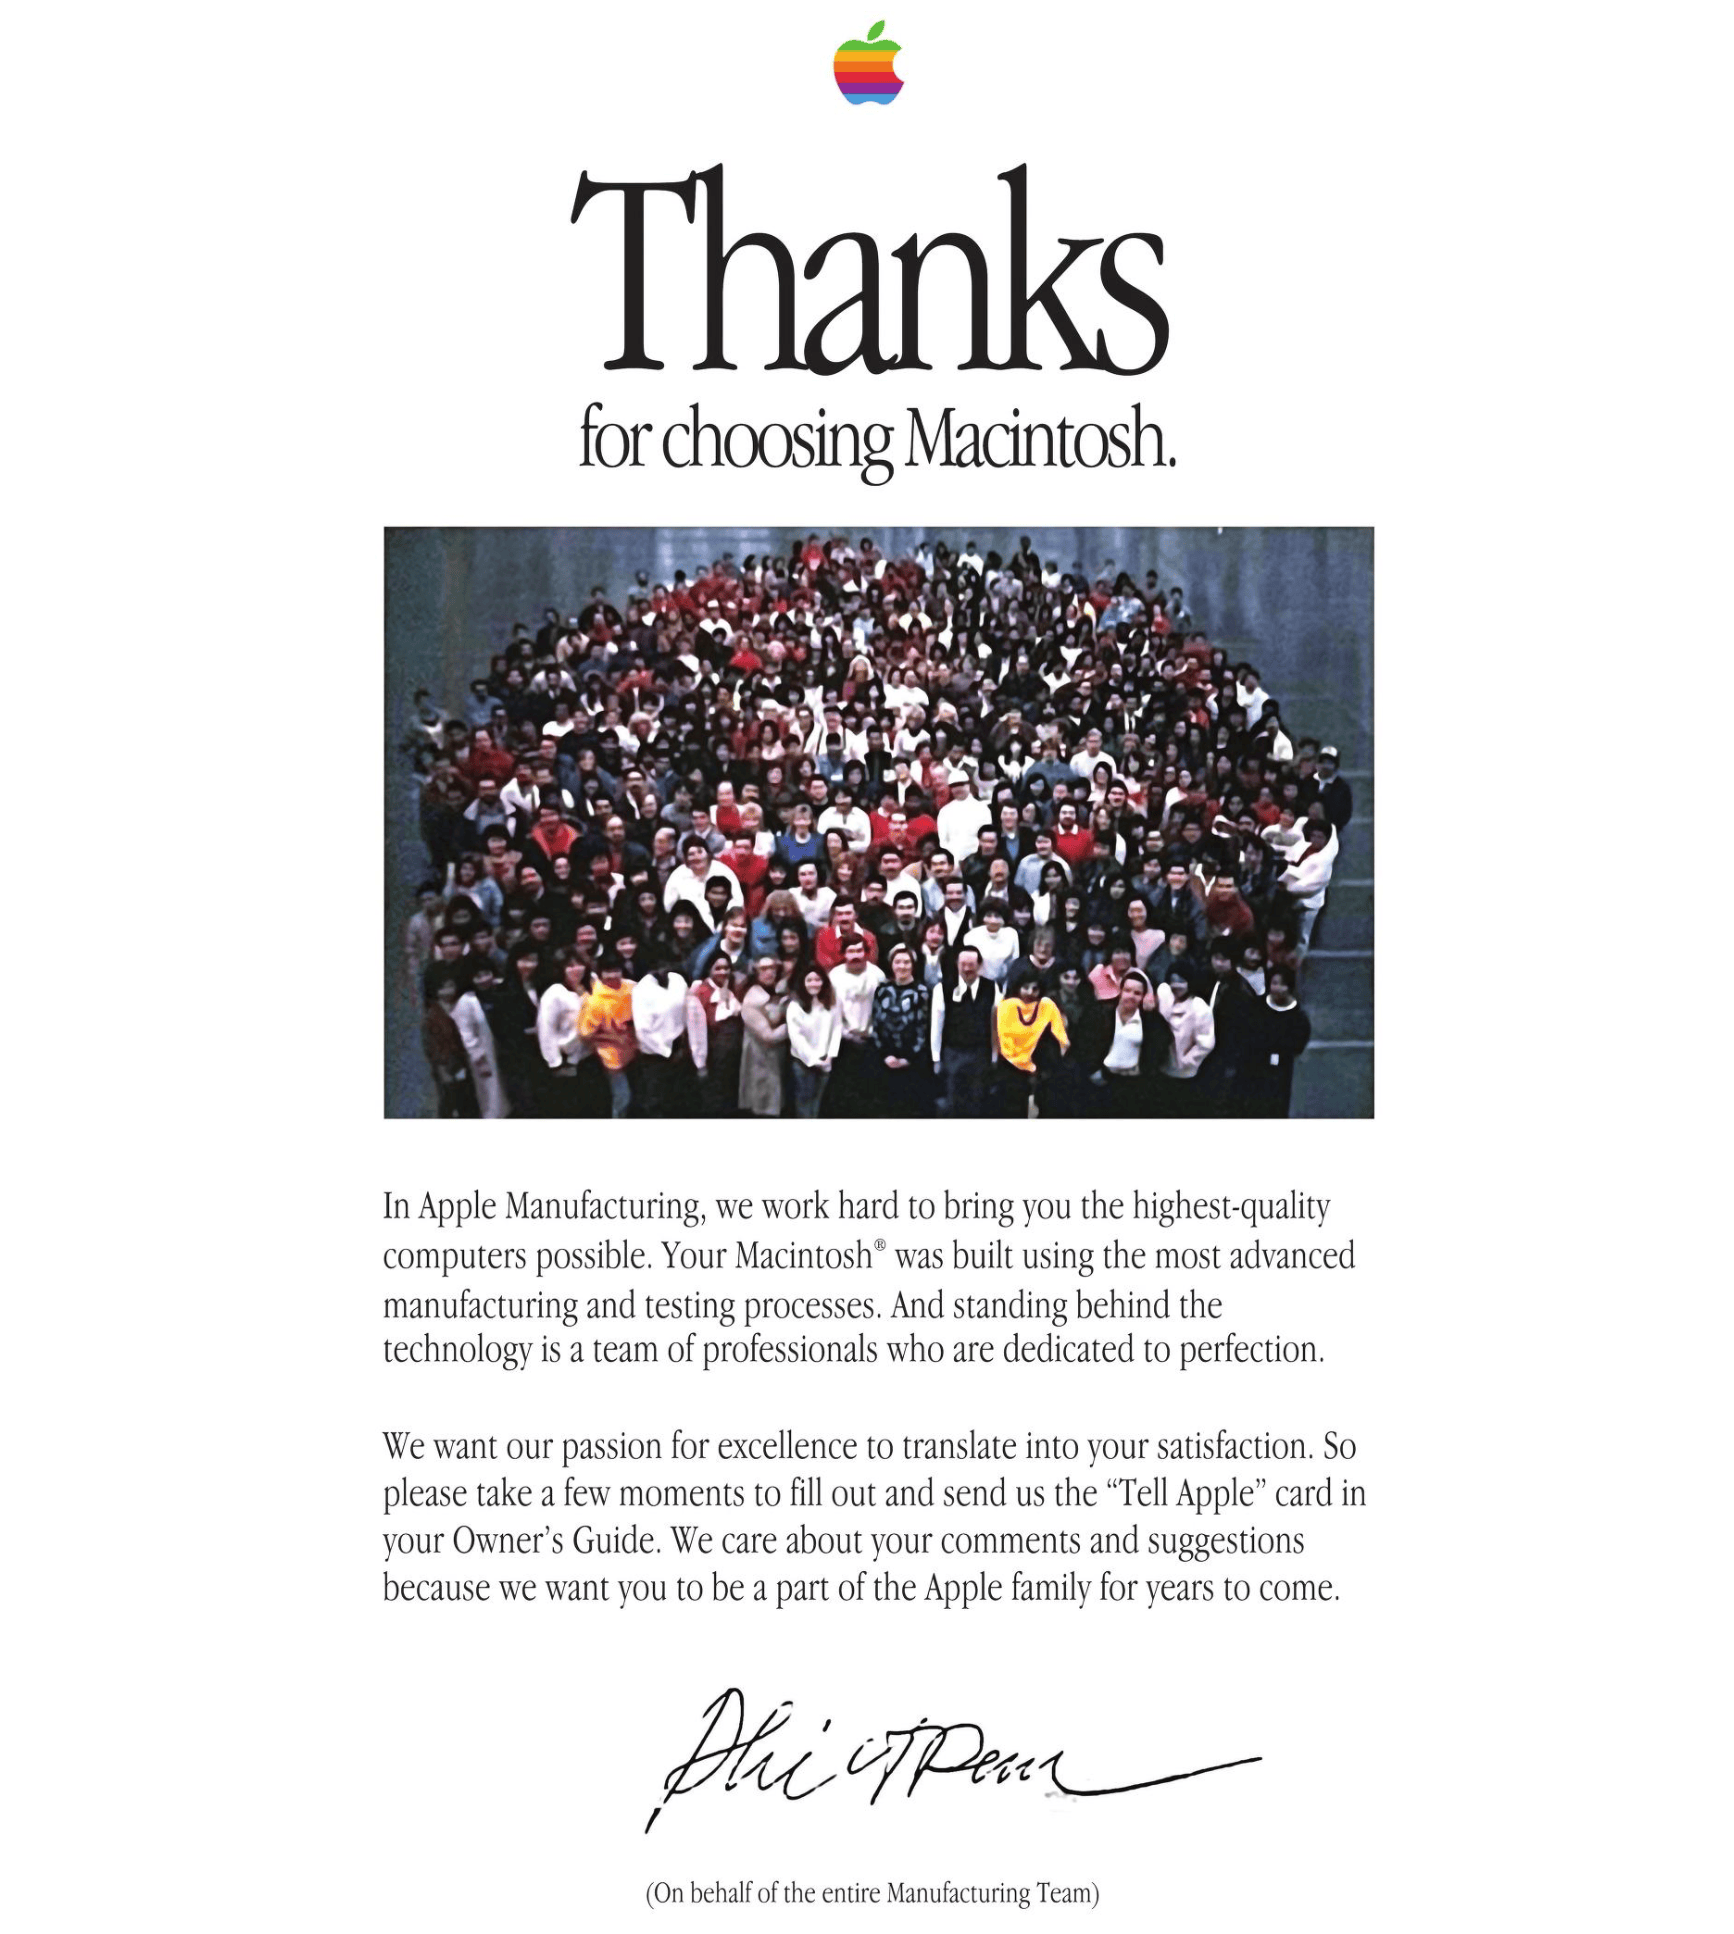 Thanks
for choosing Macintosh.
In Apple Manufacturing, we work hard to bring you the highest-quality
computers possible. Your Macintosh® was built using the most advanced
manufacturing and testing processes. And standing behind the
technology is a team of professionals who are dedicated to perfection.
We want our passion for excellence to translate into your satisfaction. So
please take a few moments to fill out and send us the “Tell Apple” card in
your Owner’s Guide. We care about your comments and suggestions
because we want you to be a part of the Apple family for years to come.
(On behalf of the entire Manufacturing Team)